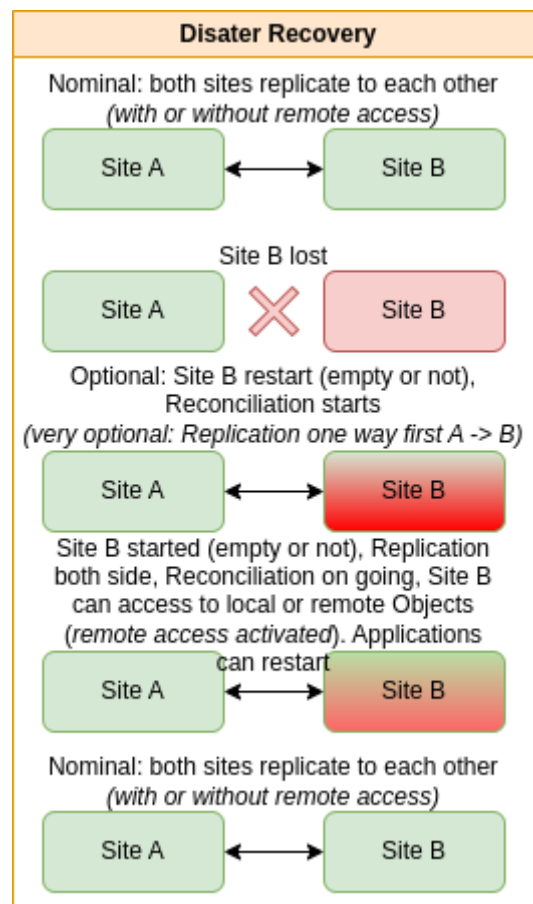 Disater Recovery
Nominal: both sites replicate to each other
(with or without remote access)
Site A
Site B
Site B lost
Site A
Site B
Optional: Site B restart (empty or not),
Reconciliation starts
(very optional: Replication one way first A -> B)
Site A
Site B
Site B started (empty or not), Replication
both side, Reconciliation on going, Site B
can access to local or remote Objects
(remote access activated). Applications
can restart
Site A
Site B
Nominal: both sites replicate to each other
(with or without remote access)
Site A
Site B